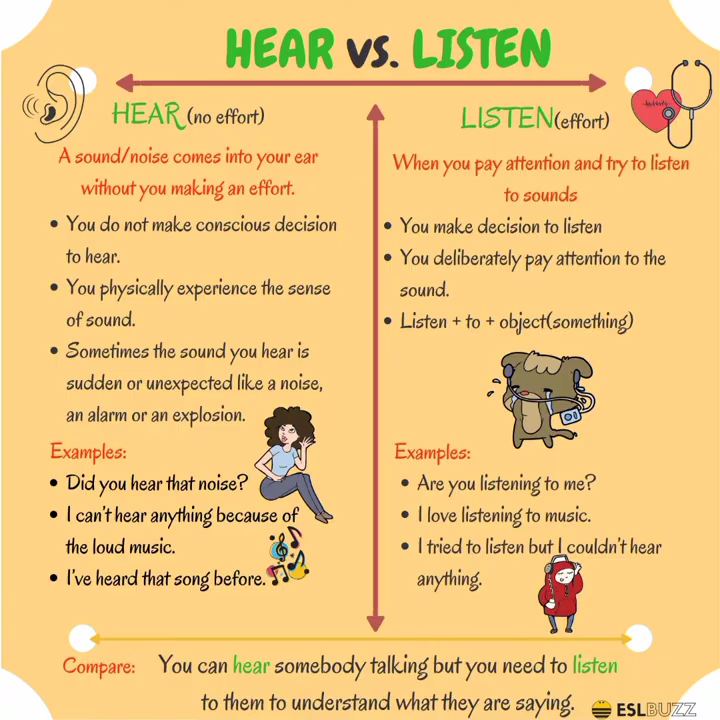 HEAR vs. LISTEN
HEAR (no effort)
A sound/noise comes into your ear
without you making an effort.
• You do not make conscious decision
to hear.
• You physically experience the sense
of sound.
• Sometimes the sound you hear is
sudden or unexpected like a noise,
an alarm or an explosion.
Examples:
• Did you hear that noise?
• I can't hear anything because of
the loud music.
• I've heard that song before.
LISTEN(effort)
When you pay attention and try to listen
to sounds
• You make decision to listen
• You deliberately pay attention to the
sound.
• Listen + to + object(something)
Examples:
• Are you listening to me?
• I love listening to music.
• I tried to listen but I couldn't hear
anything.
Compare: You can hear somebody talking but you need to listen
to them to understand what they are saying.
ESLBUZZ